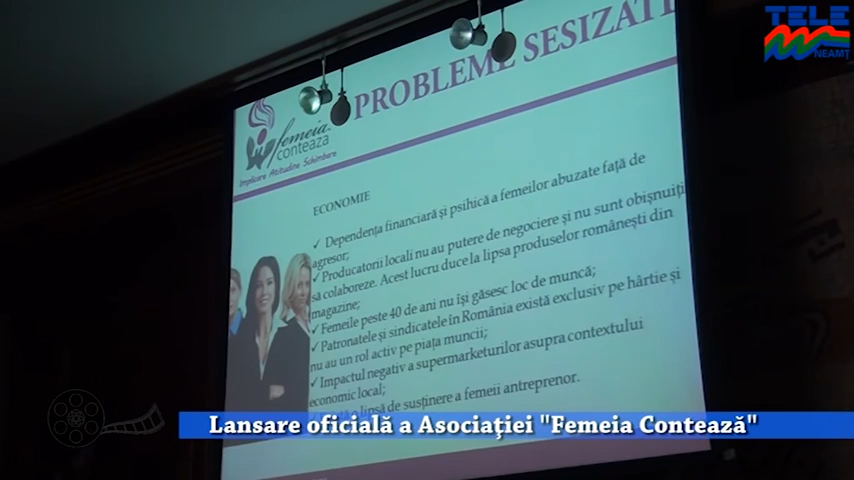 TELE
NEAMȚ
PROBLEME SESIZATE
femeia
conteaza
Implicare Atitudine Schimbare
ECONOMIE
✓ Dependența financiară și psihică a femeilor abuzate față de
agresor;
✓ Producatorii locali nu au putere de negociere și nu sunt obișnuiți
să colaboreze. Acest lucru duce la lipsa produselor românești din
magazine;
✓ Femeile peste 40 de ani nu își găsesc loc de muncă;
✓ Patronatele și sindicatele în România există exclusiv pe hârtie și
nu au un rol activ pe piața muncii;
✓ Impactul negativ a supermarketurilor asupra contextului
economic local;
lipsă de susținere a femeii antreprenor.
Lansare oficială a Asociaţiei "Femeia Contează"